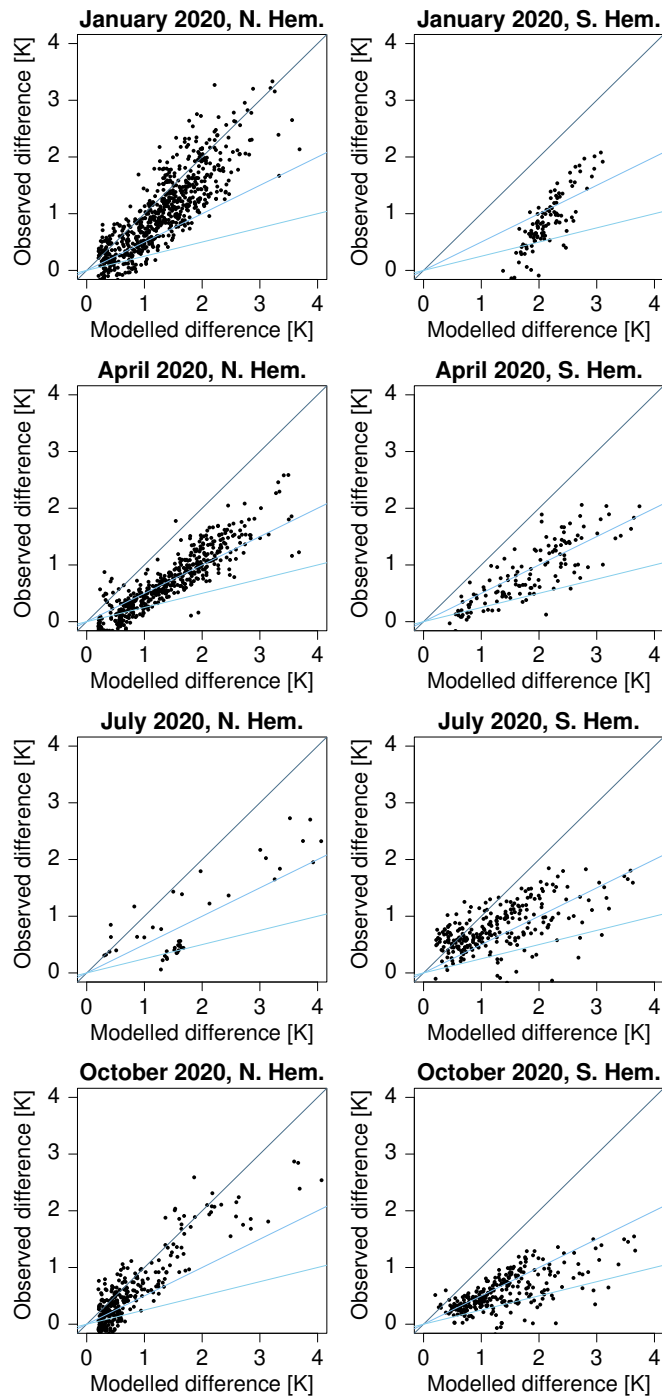 January 2020, N. Hem.
Observed difference [K]
4
3
2
1
0
0 1 2 3 4
Modelled difference [K]
January 2020, S. Hem.
Observed difference [K]
4
3
2
1
0
0 1 2 3 4
Modelled difference [K]
April 2020, N. Hem.
Observed difference [K]
4
3
2
1
0
0 1 2 3 4
Modelled difference [K]
April 2020, S. Hem.
Observed difference [K]
4
3
2
1
0
0 1 2 3 4
Modelled difference [K]
July 2020, N. Hem.
Observed difference [K]
4
3
2
1
0
0 1 2 3 4
Modelled difference [K]
July 2020, S. Hem.
Observed difference [K]
4
3
2
1
0
0 1 2 3 4
Modelled difference [K]
October 2020, N. Hem.
Observed difference [K]
4
3
2
1
0
0 1 2 3 4
Modelled difference [K]
October 2020, S. Hem.
Observed difference [K]
4
3
2
1
0
0 1 2 3 4
Modelled difference [K]